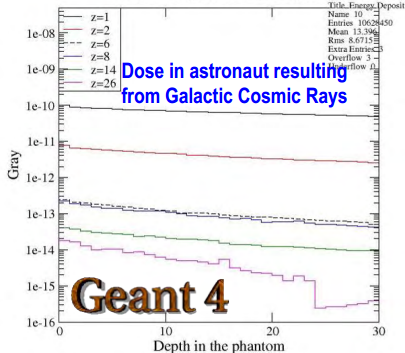 Title Energy Deposit
Name 10
Entries 10628450
Mean 13.396
Rms 8.6715
Extra Entries 3
Overflow 3
Underflow 0
z=1
z=2
z=6
z=8
z=14
z=26
Dose in astronaut resulting
from Galactic Cosmic Rays
1e-08
1e-09
1e-10
1e-11
1e-12
1e-13
1e-14
1e-15
1e-16
Gray
Geant 4
0
10
20
30
Depth in the phantom